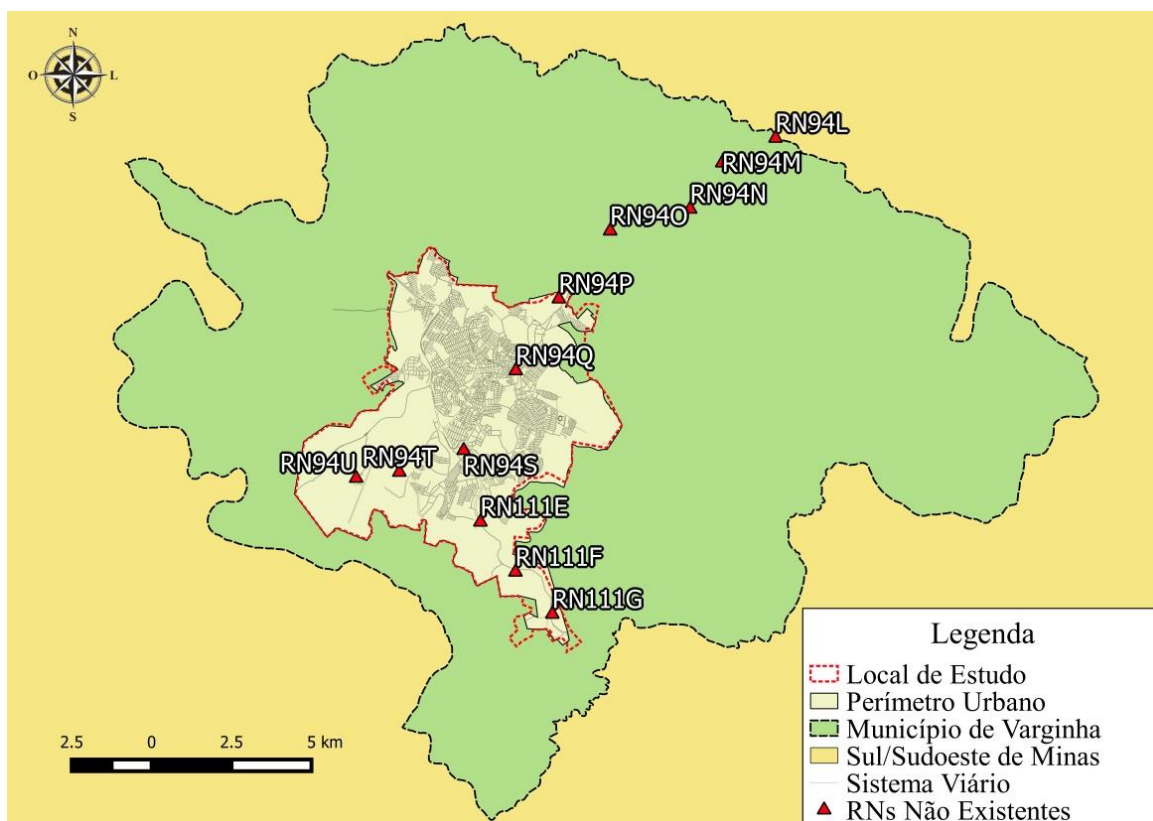 N
O L
S
RN94L
RN94M
RN94N
RN94O
RN94P
RN94Q
RN94U RN94T
RN94S
RN111E
RN111F
RN111G
2.5 0 2.5 5 km
Legenda
Local de Estudo
Perímetro Urbano
Município de Varginha
Sul/Sudoeste de Minas
Sistema Viário
RNs Não Existentes